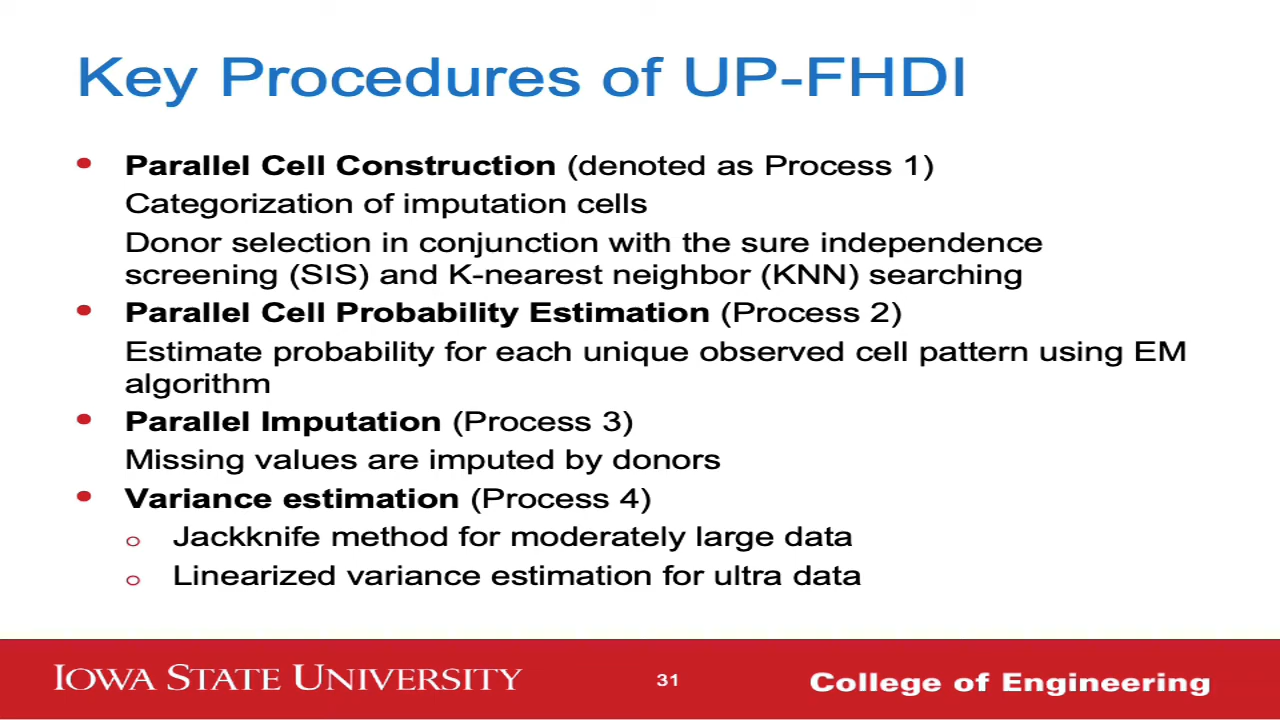 Key Procedures of UP-FHDI
• Parallel Cell Construction (denoted as Process 1)
Categorization of imputation cells
Donor selection in conjunction with the sure independence
screening (SIS) and K-nearest neighbor (KNN) searching
• Parallel Cell Probability Estimation (Process 2)
Estimate probability for each unique observed cell pattern using EM
algorithm
• Parallel Imputation (Process 3)
Missing values are imputed by donors
• Variance estimation (Process 4)
o Jackknife method for moderately large data
o Linearized variance estimation for ultra data
IOWA STATE UNIVERSITY
31
College of Engineering